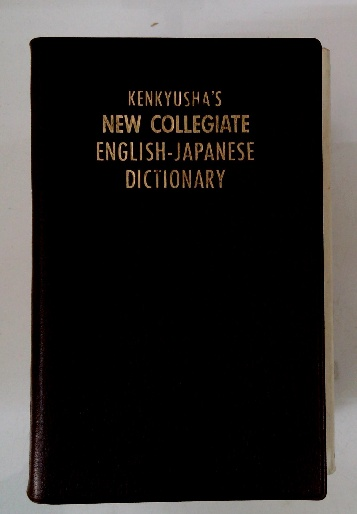 KENKYUSHA'S
NEW COLLEGIATE
ENGLISH-JAPANESE
DICTIONARY